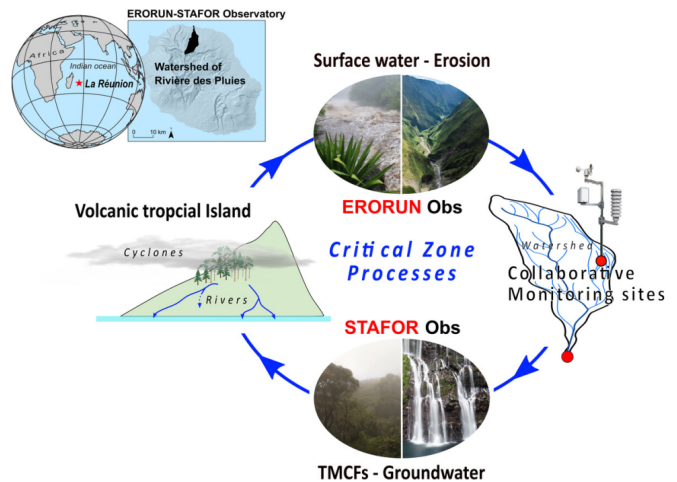 ERORUN-STAFOR Observatory
Africa
Indian ocean
La Réunion
Watershed of
Rivière des Pluies
0 10 km
Surface water - Erosion
ERORUN Obs
Volcanic tropcial Island
Cyclones
Rivers
Critical Zone
Processes
Watershed
Collaborative
Monitoring sites
STAFOR Obs
TMCFs - Groundwater